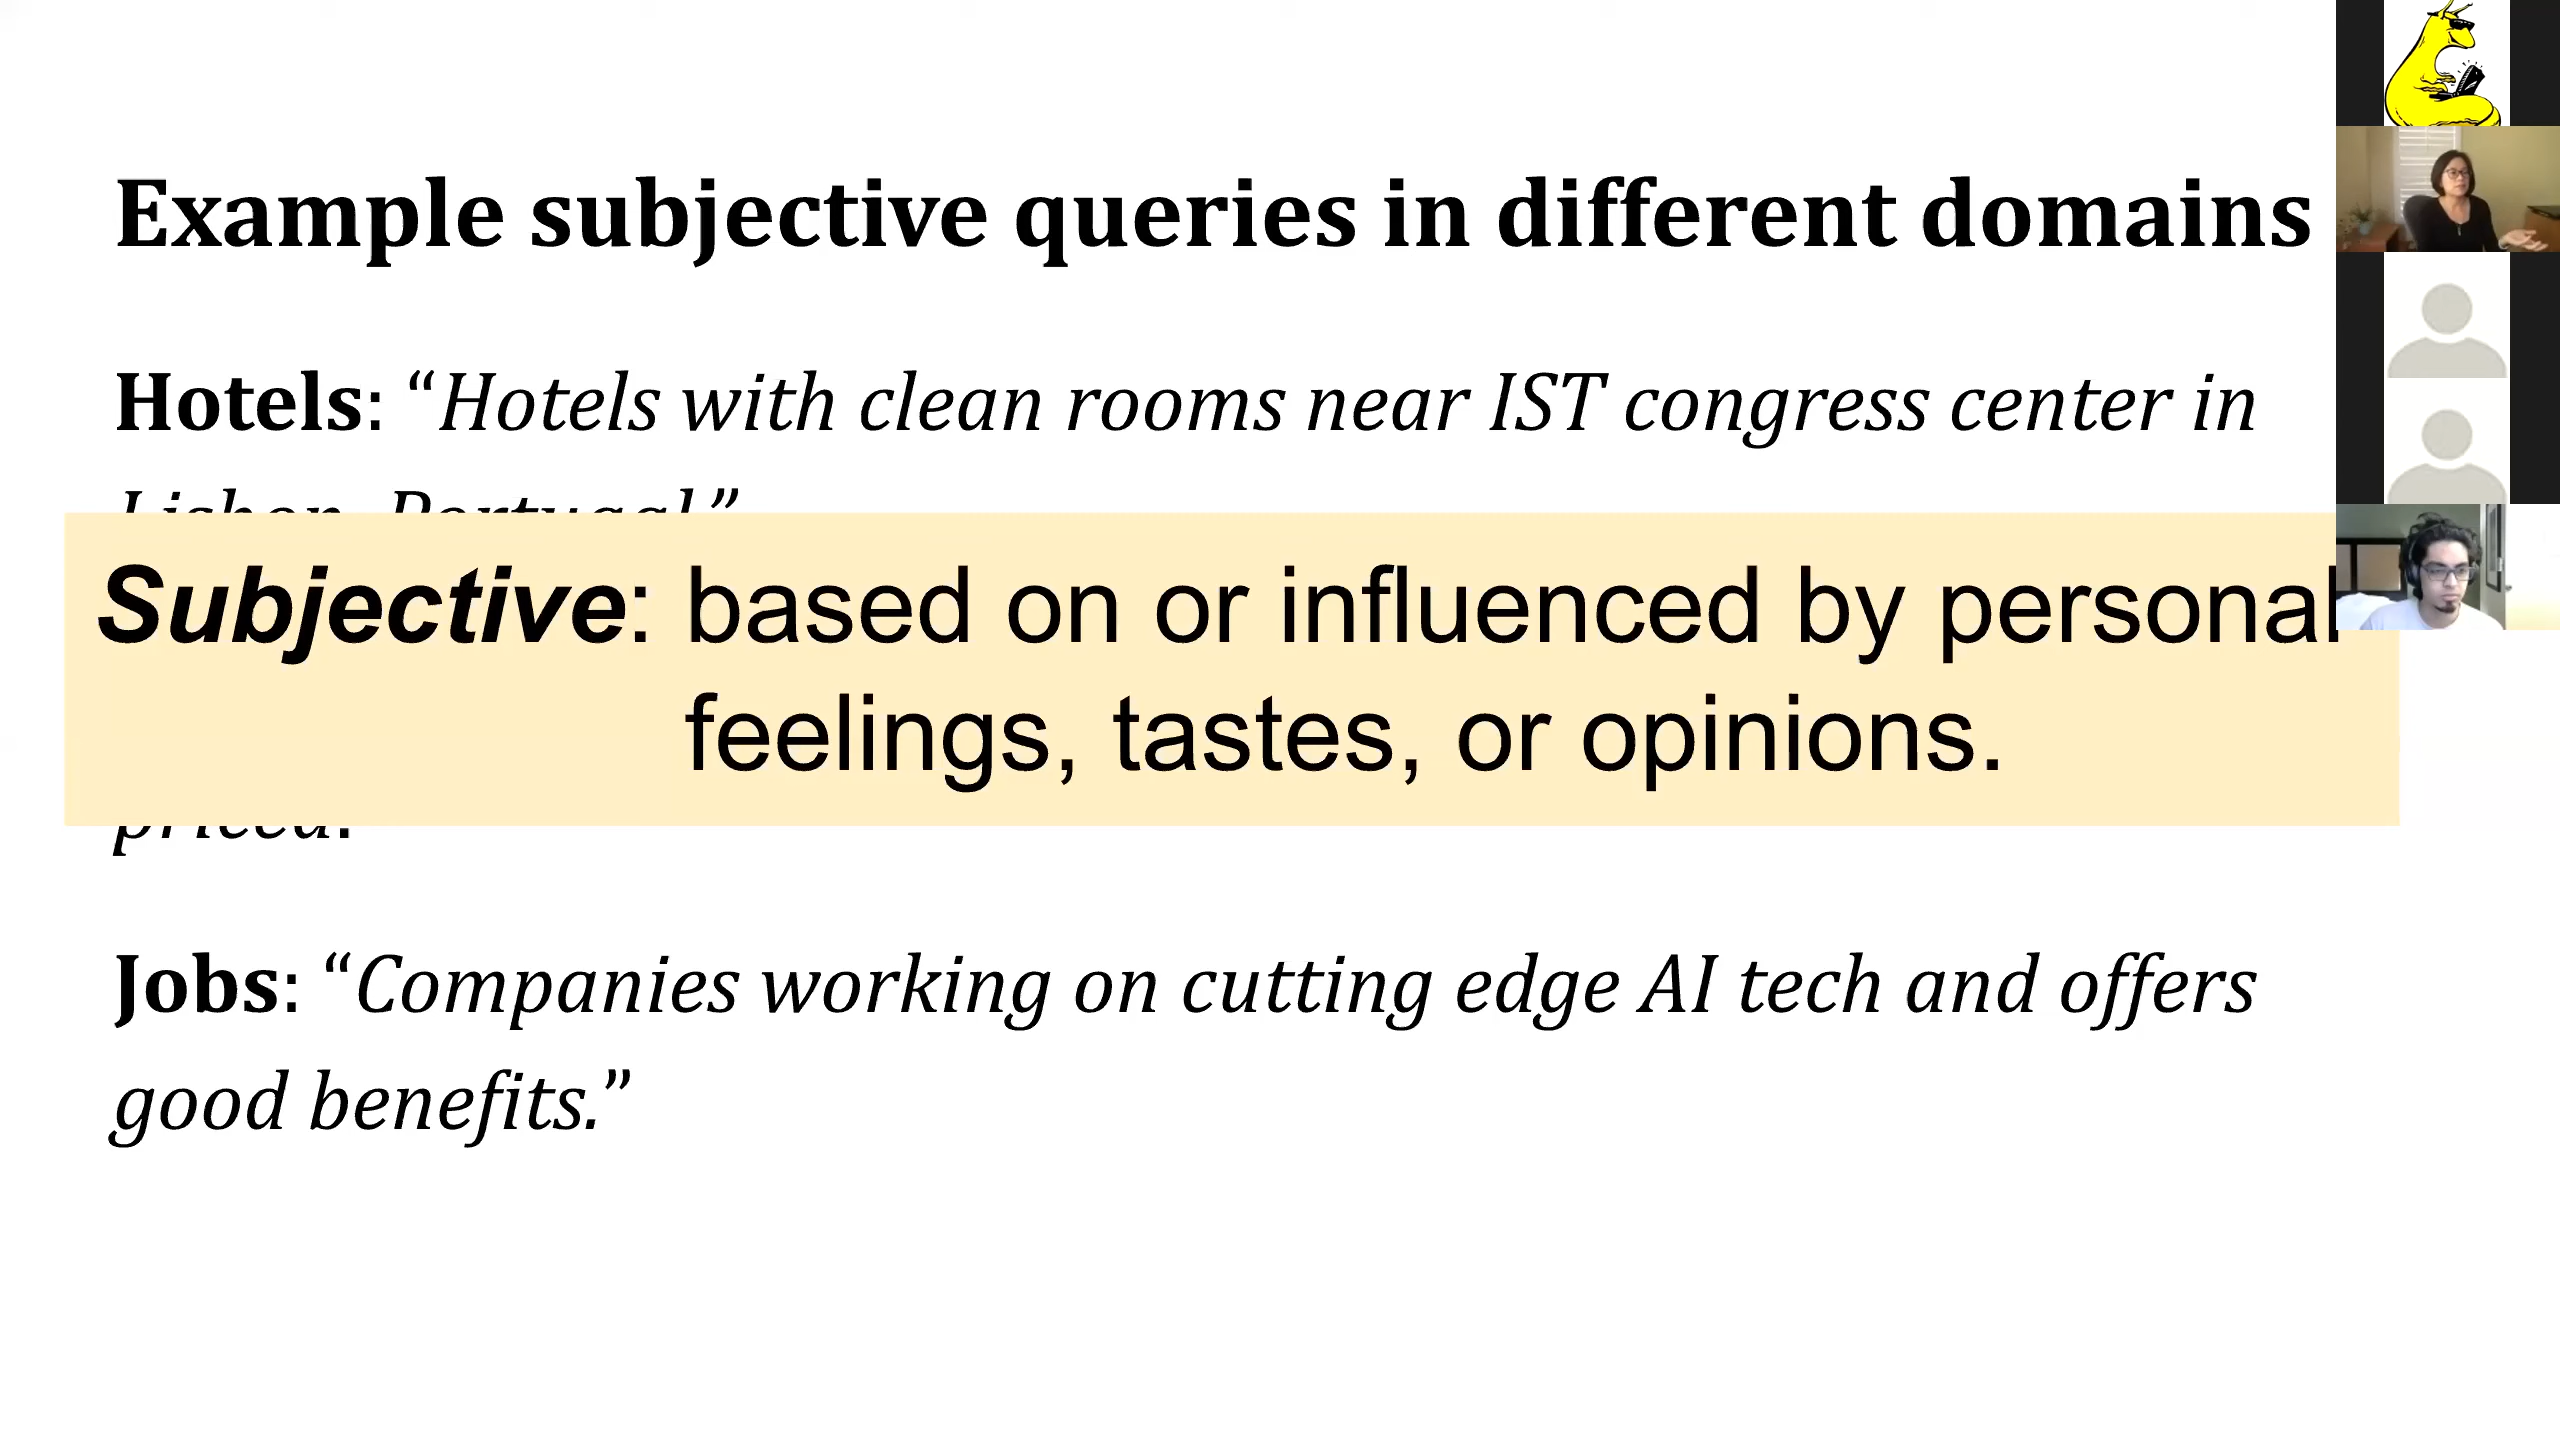 Example subjective queries in different domains
Hotels: “Hotels with clean rooms near IST congress center in
Lisbon, Portugal.”
Subjective: based on or influenced by personal
feelings, tastes, or opinions.
priced.
Jobs: “Companies working on cutting edge AI tech and offers
good benefits.”